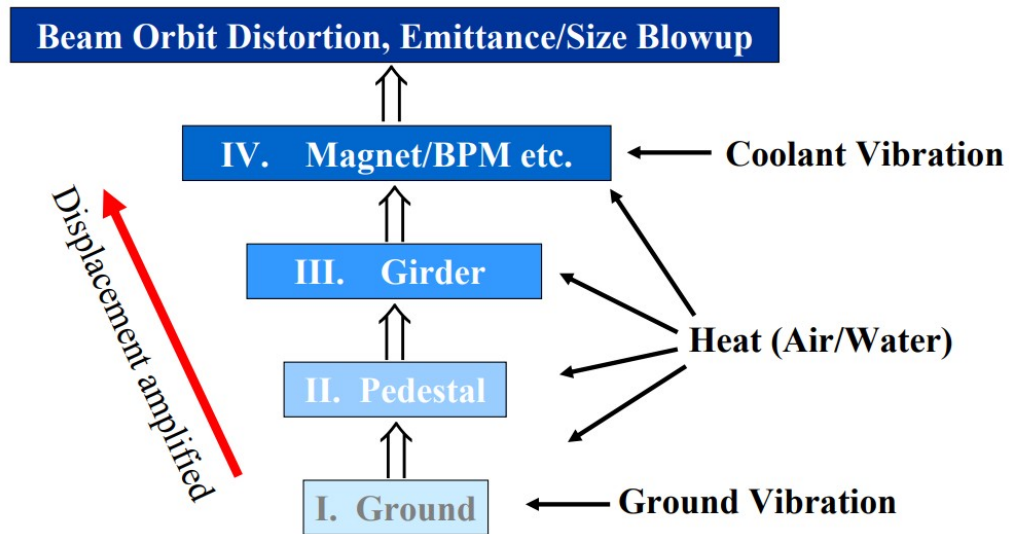 Beam Orbit Distortion, Emittance/Size Blowup
IV. Magnet/BPM etc.
Coolant Vibration
Displacement amplified
III. Girder
Heat (Air/Water)
II. Pedestal
I. Ground
Ground Vibration